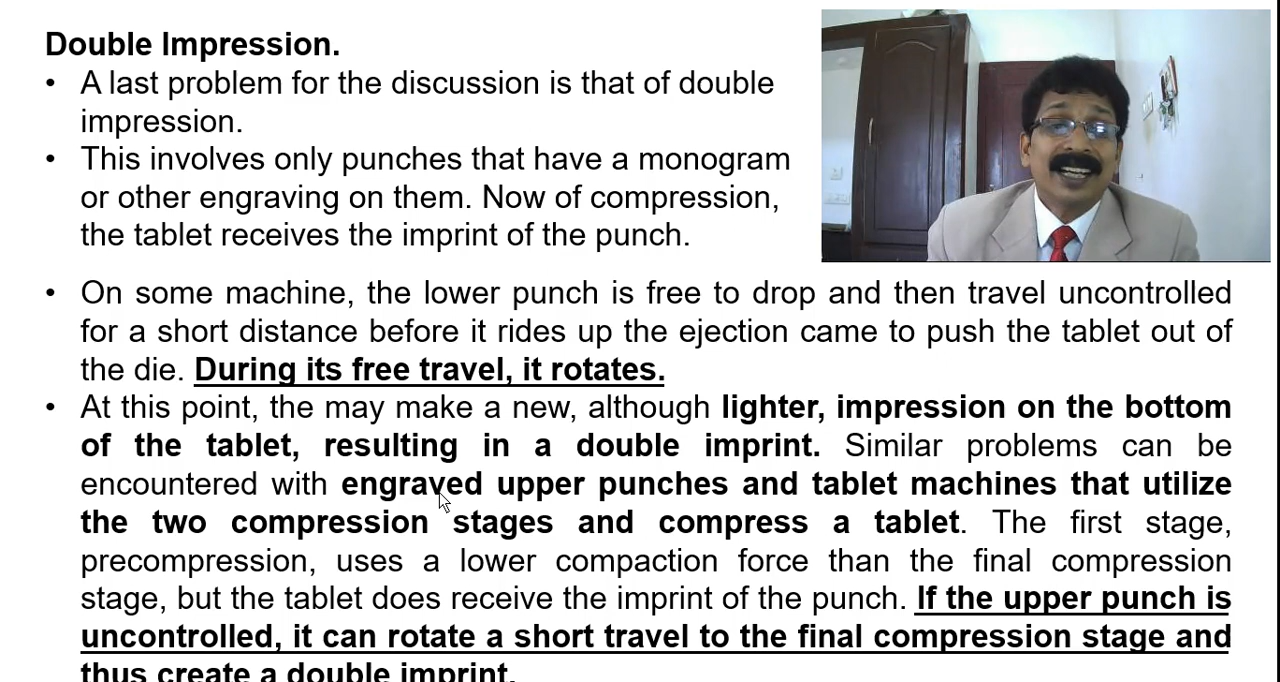 Double Impression.
• A last problem for the discussion is that of double
impression.
• This involves only punches that have a monogram
or other engraving on them. Now of compression,
the tablet receives the imprint of the punch.
• On some machine, the lower punch is free to drop and then travel uncontrolled
for a short distance before it rides up the ejection came to push the tablet out of
the die. During its free travel, it rotates.
• At this point, the may make a new, although lighter, impression on the bottom
of the tablet, resulting in a double imprint. Similar problems can be
encountered with engraved upper punches and tablet machines that utilize
the two compression stages and compress a tablet. The first stage,
precompression, uses a lower compaction force than the final compression
stage, but the tablet does receive the imprint of the punch. If the upper punch is
uncontrolled, it can rotate a short travel to the final compression stage and
thus create a double imprint.